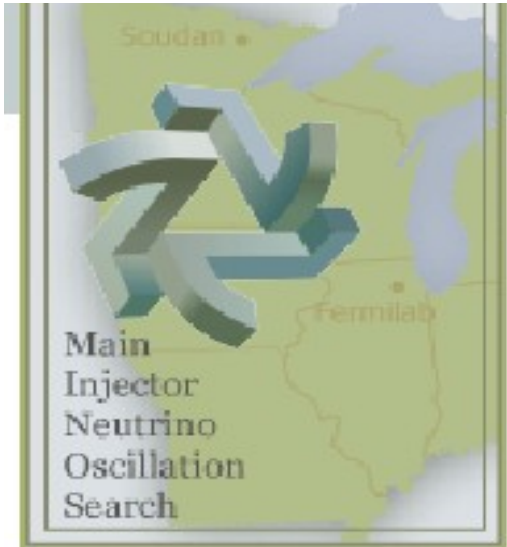 Soudan
Fermilab
Main
Injector
Neutrino
Oscillation
Search